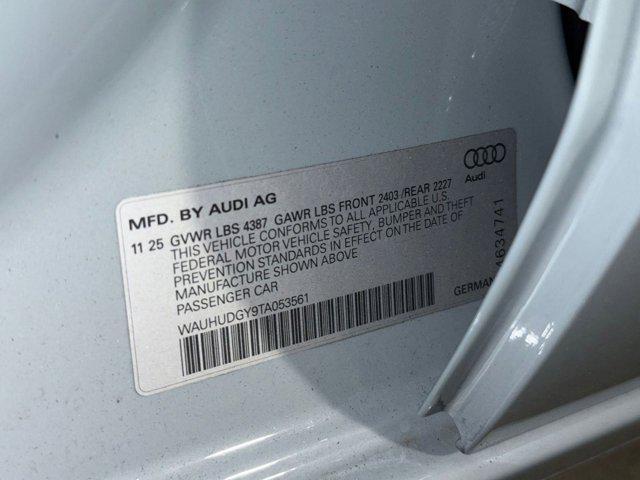 Audi
MFD. BY AUDI AG
11 25 GVWR LBS 4387 GAWR LBS FRONT 2403 /REAR 2227
THIS VEHICLE CONFORMS TO ALL APPLICABLE U.S.
FEDERAL MOTOR VEHICLE SAFETY, BUMPER AND THEFT
PREVENTION STANDARDS IN EFFECT ON THE DATE OF
MANUFACTURE SHOWN ABOVE
PASSENGER CAR
WAUHUDGY9TA053561
GERMAN
4634741